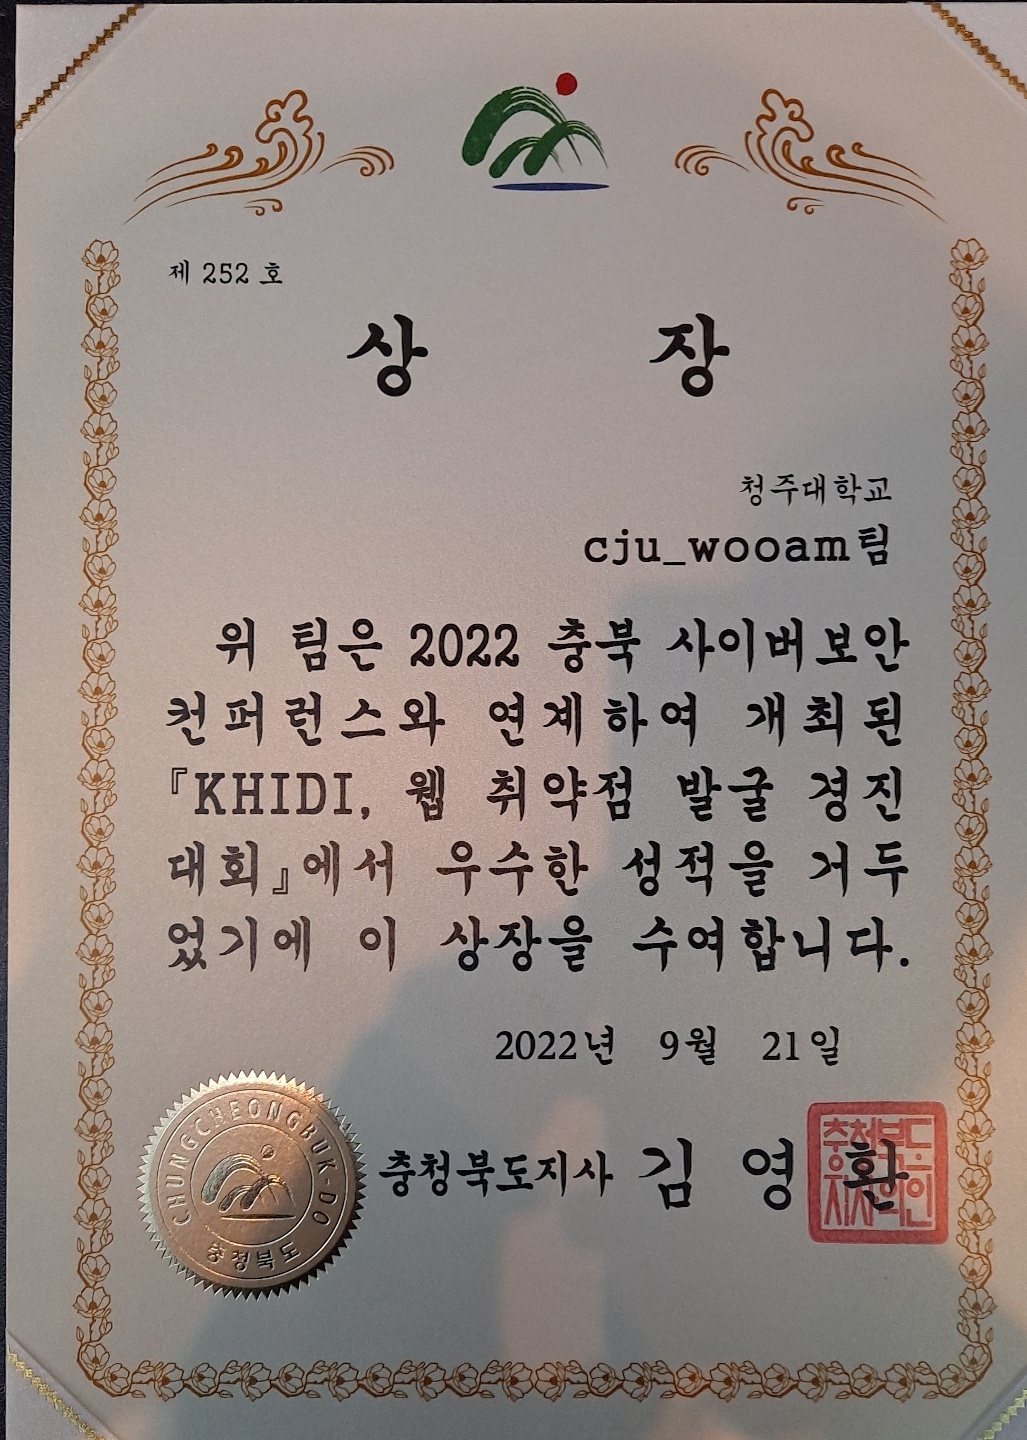 제 252 호
상 장
청주대학교
cju_wooam팀
위 팀은 2022 충북 사이버보안
컨퍼런스와 연계하여 개최된
『KHIDI, 웹 취약점 발굴 경진
대회』에서 우수한 성적을 거두
었기에 이 상장을 수여합니다.
2022년 9월 21일
충청북도지사 김 영 환
충청북도
지사의인
CHUNGCHEONGBUK-DO
충청북도